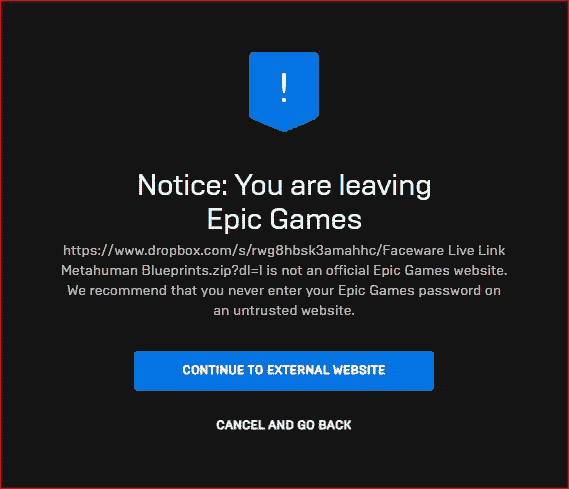 !
Notice: You are leaving
Epic Games
https://www.dropbox.com/s/rwg8hbsk3amahhc/Faceware Live Link
Metahuman Blueprints.zip?dl=1 is not an official Epic Games website.
We recommend that you never enter your Epic Games password on
an untrusted website.
CONTINUE TO EXTERNAL WEBSITE
CANCEL AND GO BACK